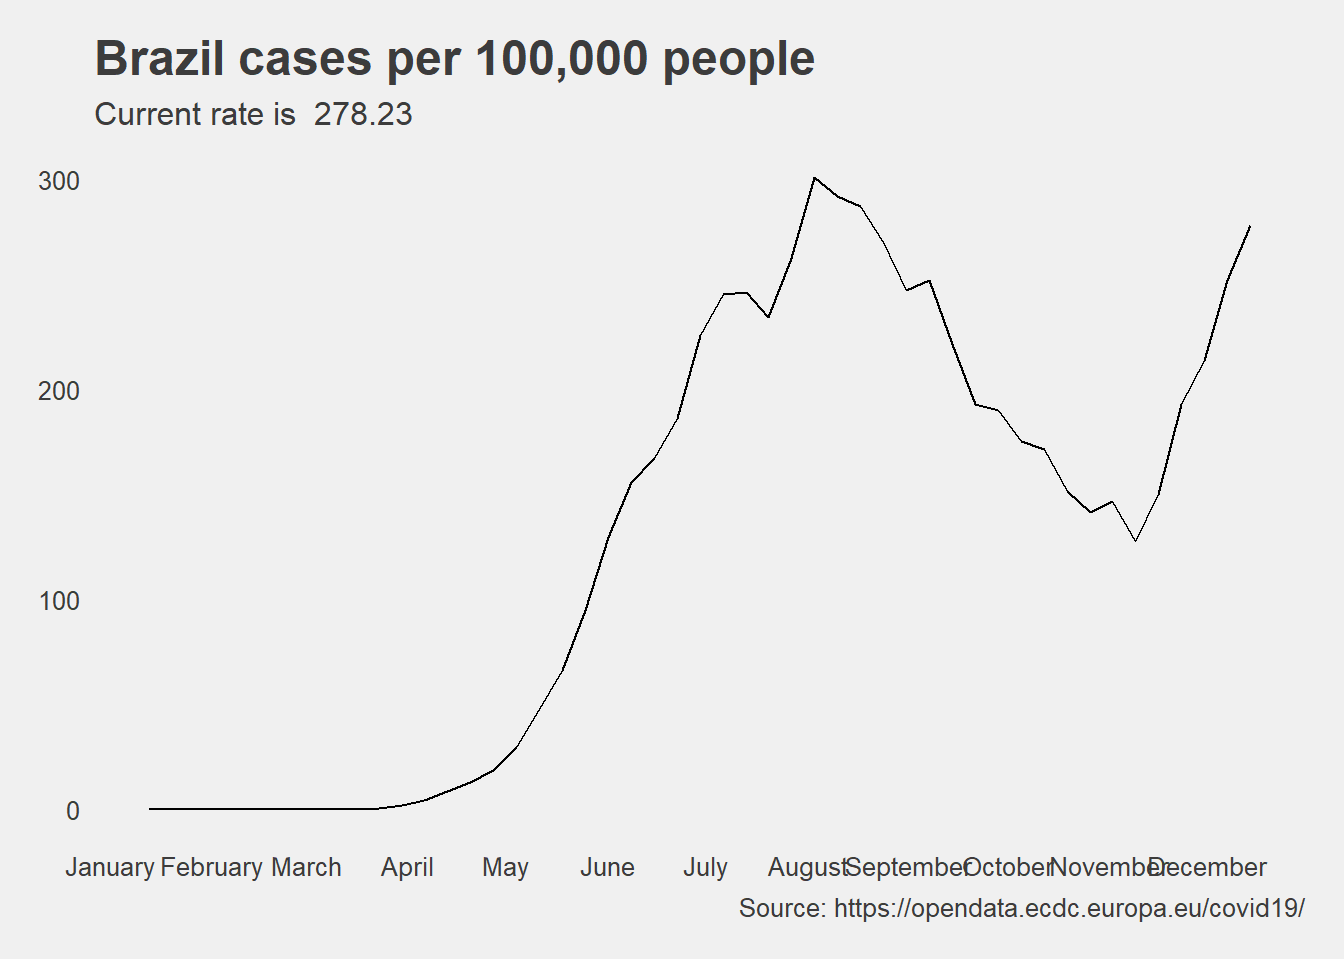 Brazil cases per 100,000 people
Current rate is  278.23
300
200
100
0
January February March April May June July August September October November December
Source: https://opendata.ecdc.europa.eu/covid19/